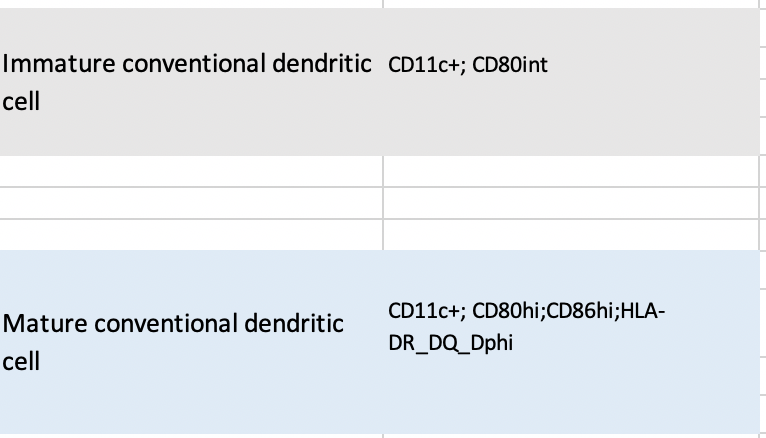 Immature conventional dendritic
cell
CD11c+; CD80int
Mature conventional dendritic
cell
CD11c+; CD80hi;CD86hi;HLA-
DR_DQ_Dphi